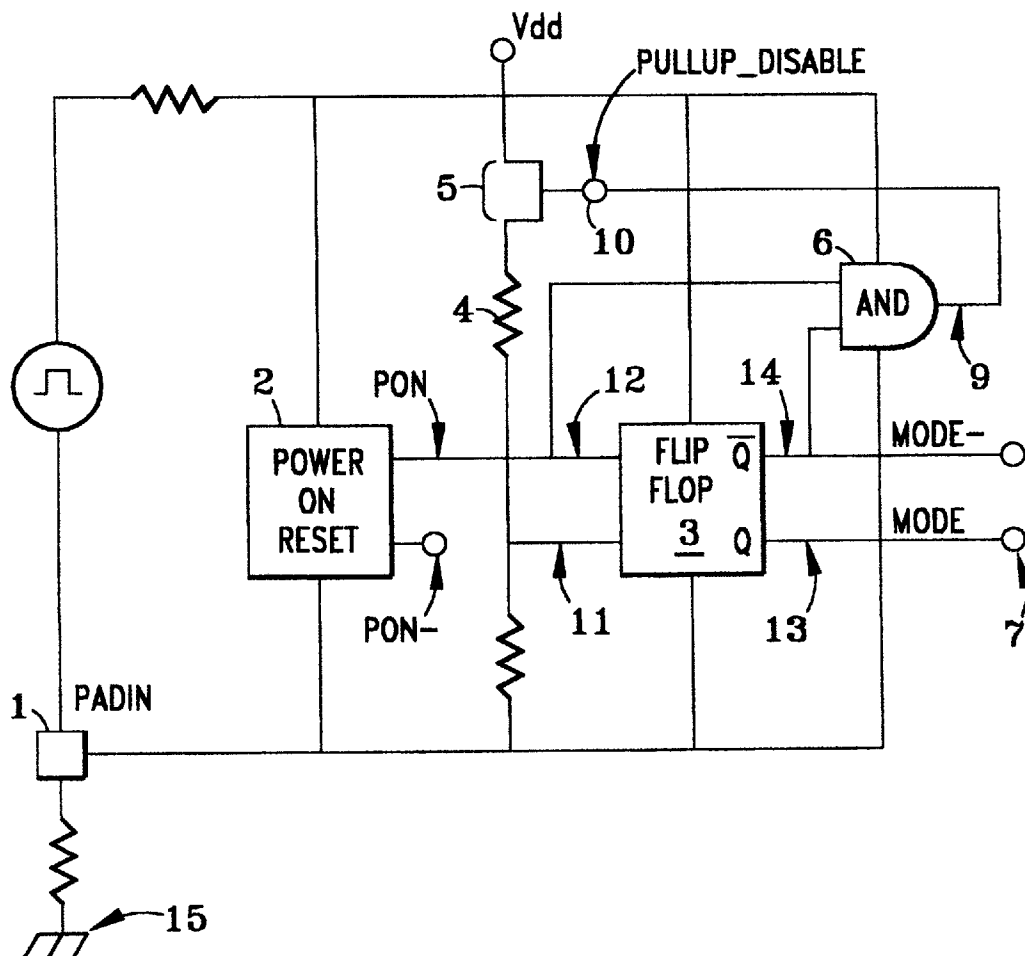 Vdd
PULLUP_DISABLE
5
10
6
AND
4
9
2
PON
12
14
MODE-
POWER
ON
RESET
FLIP
FLOP
3
Q̅
Q
MODE
PON-
11
13
7
1
PADIN
15